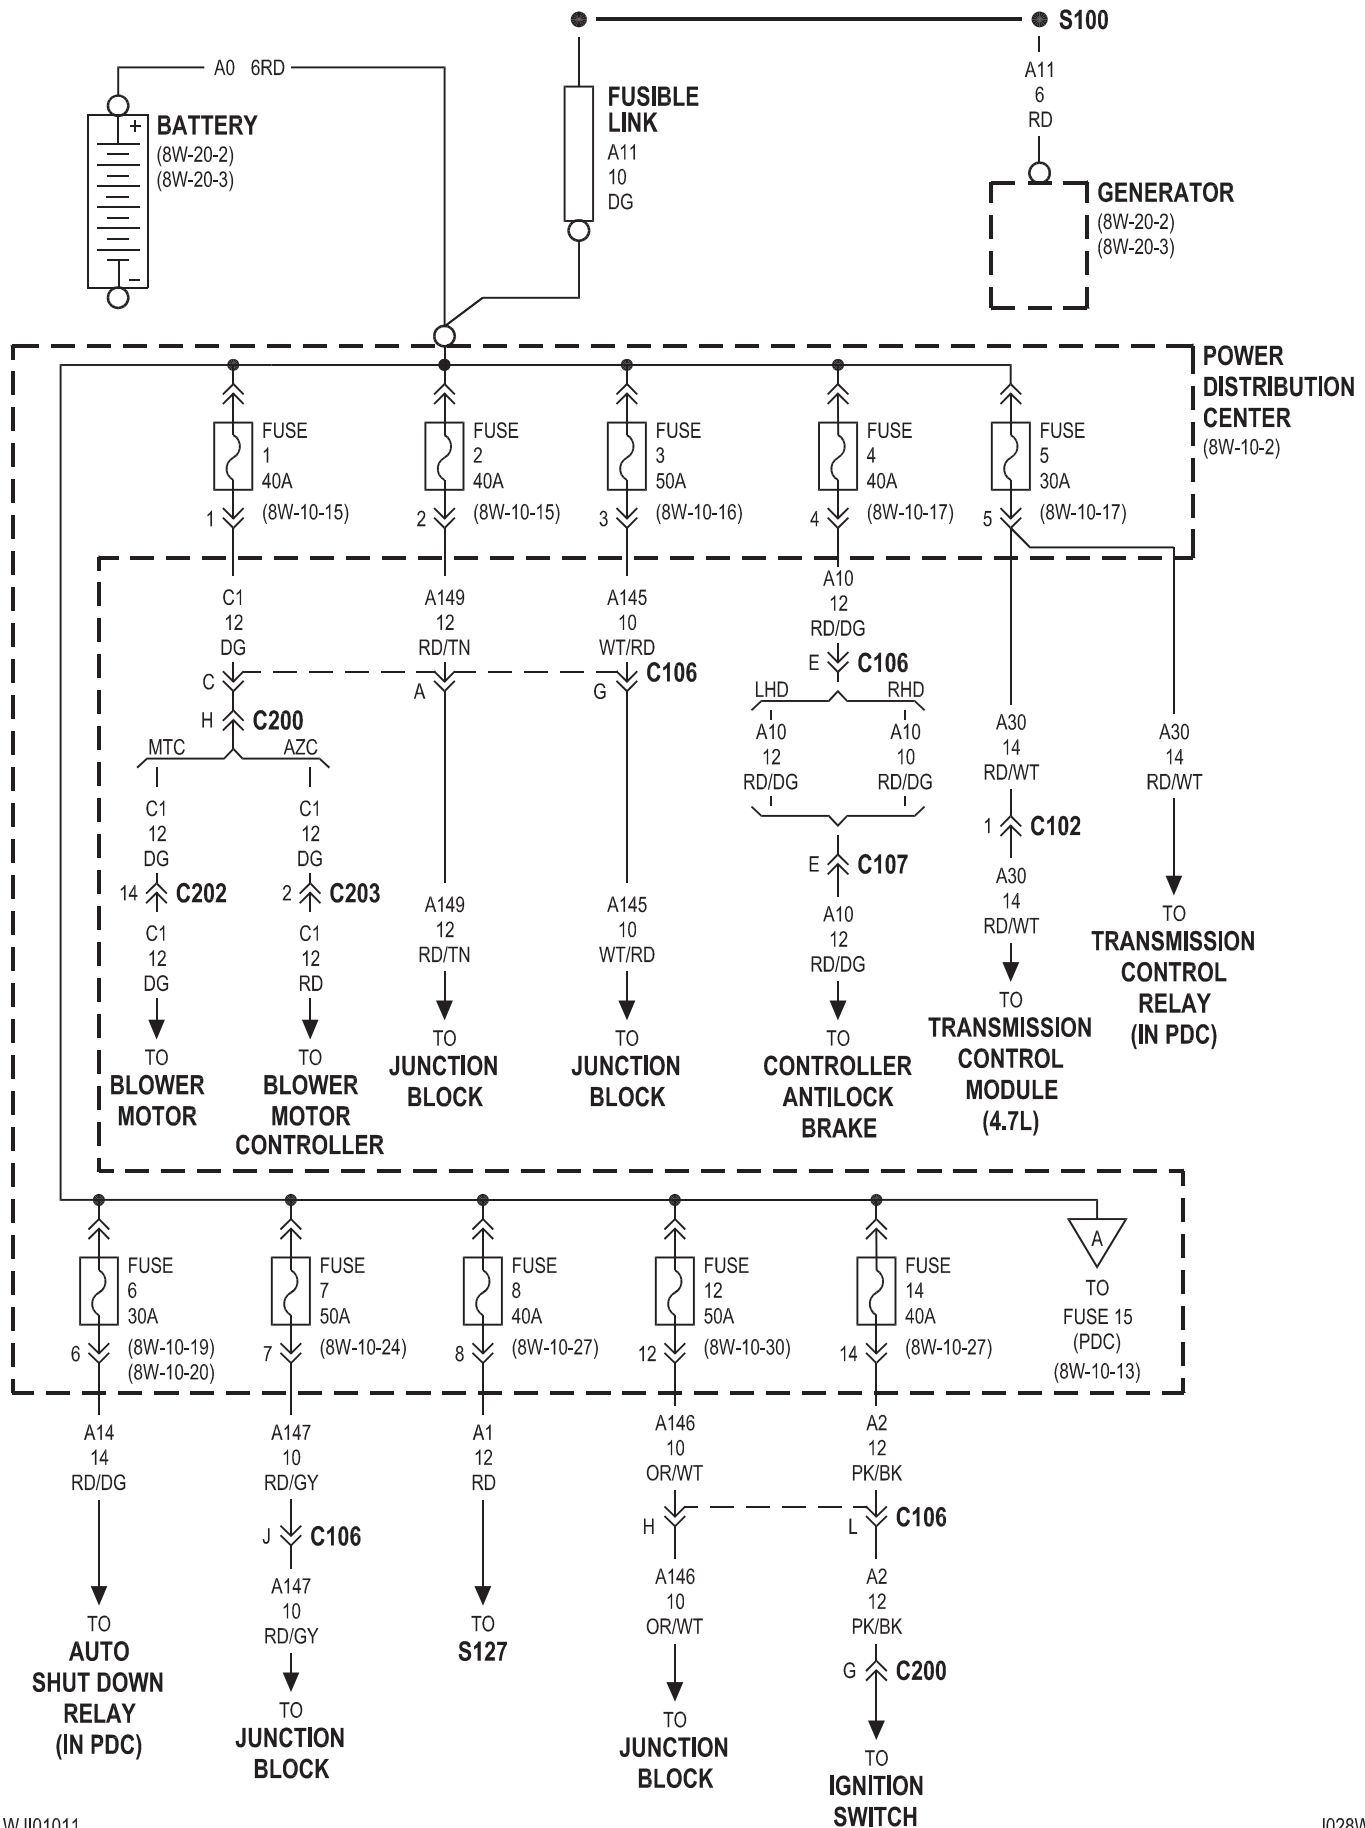 S100
A0 6RD
A11
6
RD
FUSIBLE
LINK
A11
10
DG
+
BATTERY
(8W-20-2)
(8W-20-3)
−
GENERATOR
(8W-20-2)
(8W-20-3)
POWER
DISTRIBUTION
CENTER
(8W-10-2)
FUSE
1
40A
(8W-10-15)
1
FUSE
2
40A
(8W-10-15)
2
FUSE
3
50A
(8W-10-16)
3
FUSE
4
40A
(8W-10-17)
4
FUSE
5
30A
(8W-10-17)
5
C1
12
DG
C
H C200
MTC AZC
C1
12
DG
14 C202
C1
12
DG
TO
BLOWER
MOTOR
C1
12
DG
2 C203
C1
12
RD
TO
BLOWER
MOTOR
CONTROLLER
A149
12
RD/TN
A
A149
12
RD/TN
TO
JUNCTION
BLOCK
A145
10
WT/RD
G C106
A145
10
WT/RD
TO
JUNCTION
BLOCK
A10
12
RD/DG
E C106
LHD RHD
A10
12
RD/DG
A10
10
RD/DG
E C107
A10
12
RD/DG
TO
CONTROLLER
ANTILOCK
BRAKE
A30
14
RD/WT
1 C102
A30
14
RD/WT
TO
TRANSMISSION
CONTROL
MODULE
(4.7L)
A30
14
RD/WT
TO
TRANSMISSION
CONTROL
RELAY
(IN PDC)
FUSE
6
30A
(8W-10-19)
(8W-10-20)
6
FUSE
7
50A
(8W-10-24)
7
FUSE
8
40A
(8W-10-27)
8
FUSE
12
50A
(8W-10-30)
12
FUSE
14
40A
(8W-10-27)
14
A
TO
FUSE 15
(PDC)
(8W-10-13)
A14
14
RD/DG
TO
AUTO
SHUT DOWN
RELAY
(IN PDC)
A147
10
RD/GY
J C106
A147
10
RD/GY
TO
JUNCTION
BLOCK
A1
12
RD
TO
S127
A146
10
OR/WT
H
A146
10
OR/WT
TO
JUNCTION
BLOCK
A2
12
PK/BK
L C106
A2
12
PK/BK
G C200
TO
IGNITION
SWITCH
WJI01011
J028W